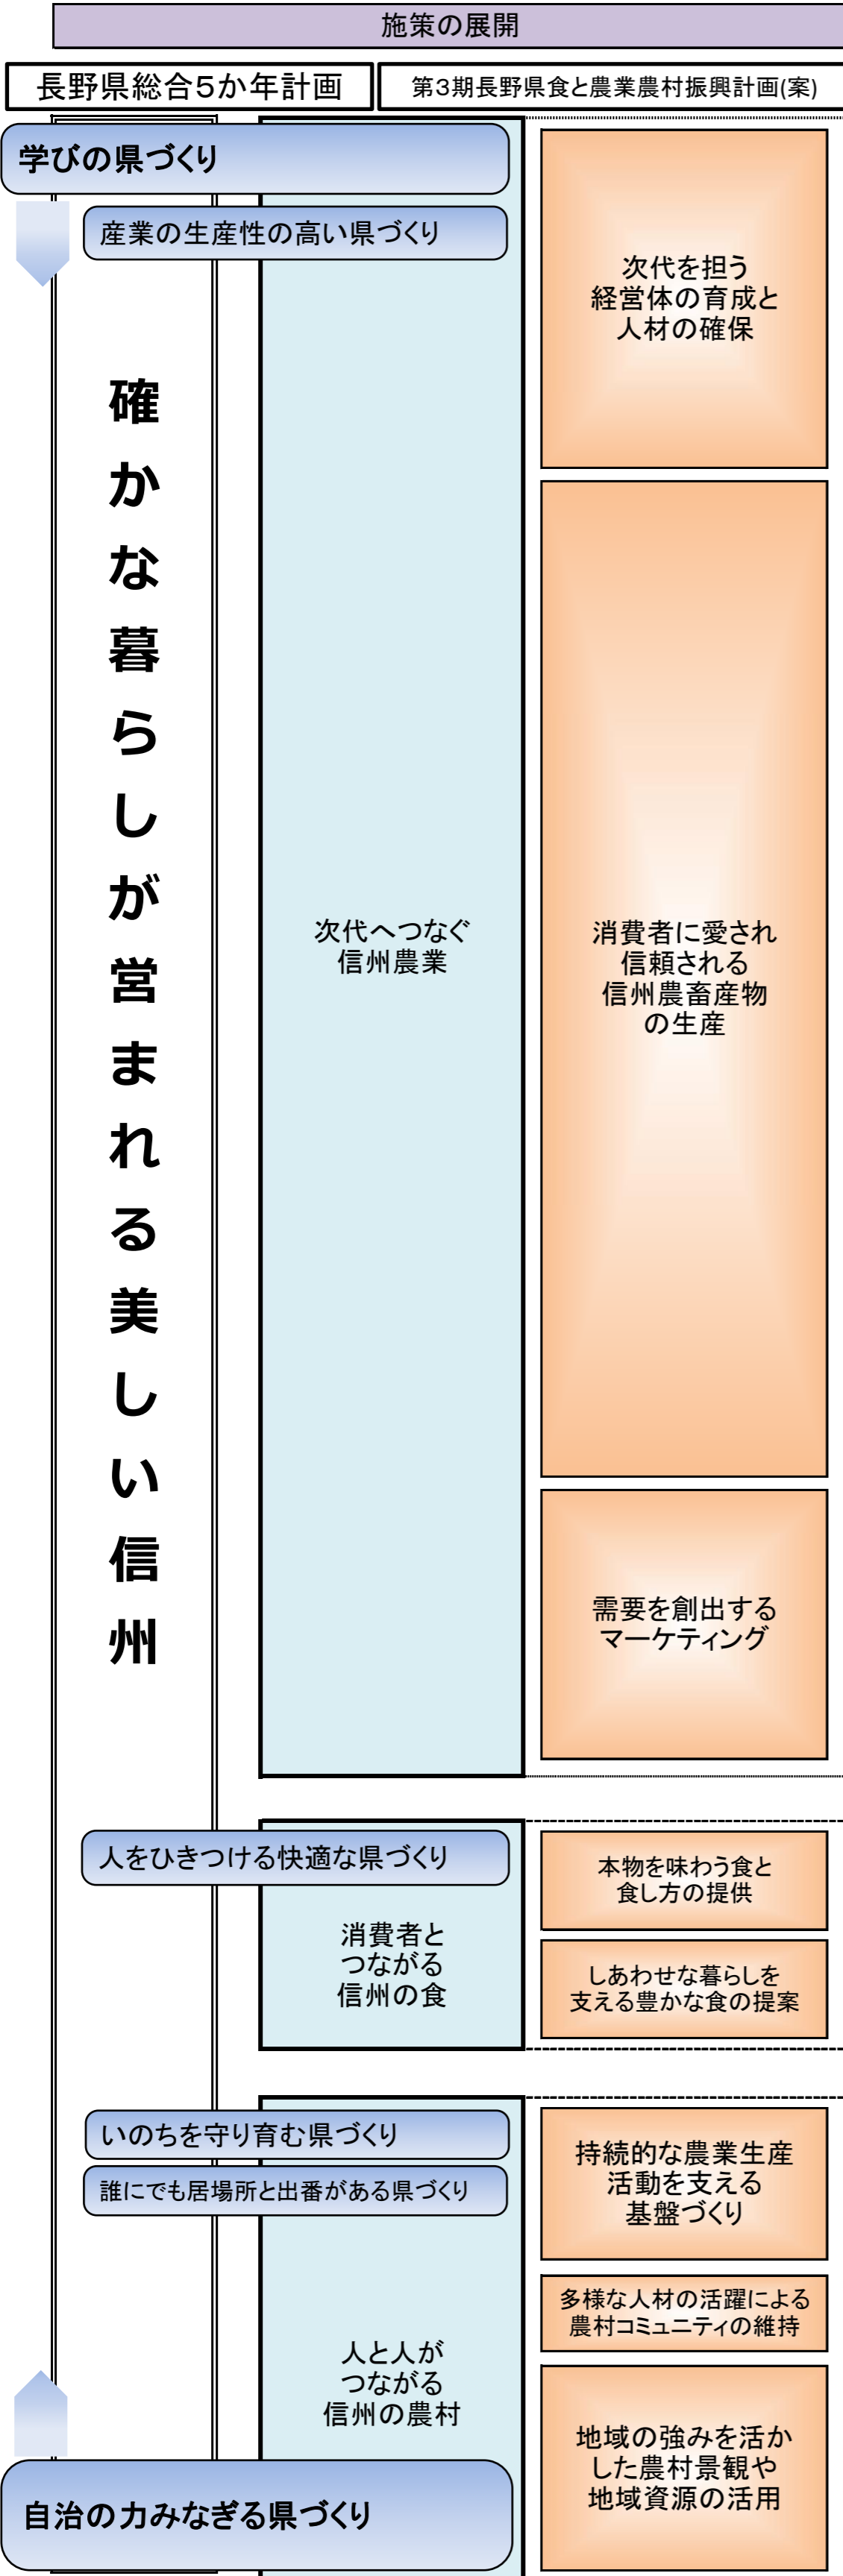 施策の展開
長野県総合5か年計画
第3期長野県食と農業農村振興計画(案)
学びの県づくり
産業の生産性の高い県づくり
確かな暮らしが営まれる美しい信州
次代へつなぐ
信州農業
次代を担う
経営体の育成と
人材の確保
消費者に愛され
信頼される
信州農畜産物
の生産
需要を創出する
マーケティング
人をひきつける快適な県づくり
消費者と
つながる
信州の食
本物を味わう食と
食し方の提供
しあわせな暮らしを
支える豊かな食の提案
いのちを守り育む県づくり
誰にでも居場所と出番がある県づくり
人と人が
つながる
信州の農村
持続的な農業生産
活動を支える
基盤づくり
多様な人材の活躍による
農村コミュニティの維持
地域の強みを活か
した農村景観や
地域資源の活用
自治の力みなぎる県づくり